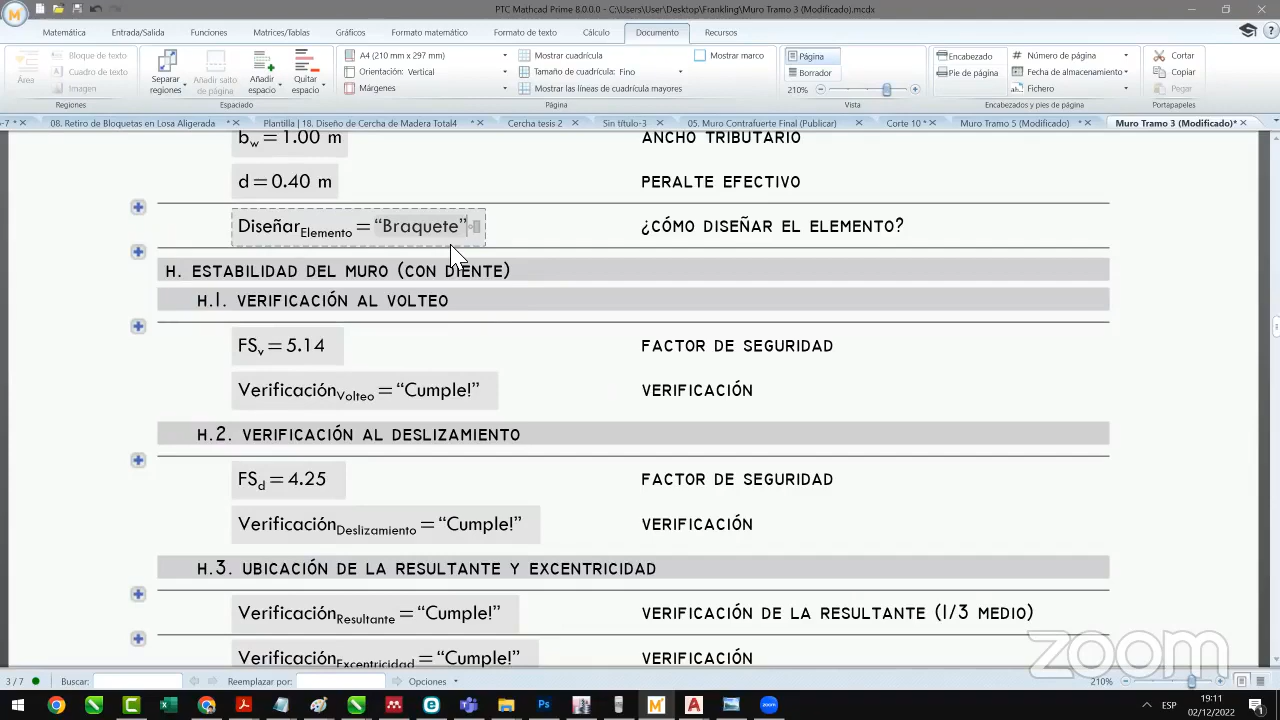 PTC Mathcad Prime 8.0.0.0 - C:\Users\User\Desktop\Frankling\Muro Tramo 3 (Modificado).mcdx
Matemática Entrada/Salida Funciones Matrices/Tablas Gráficos Formato matemático Formato de texto Cálculo Documento Recursos
Área
Bloque de texto
Cuadro de texto
Imagen
Regiones
Separar regiones
Añadir salto de página
Añadir espacio
Quitar espacio
Espaciado
A4 (210 mm x 297 mm)
Orientación: Vertical
Márgenes
Mostrar cuadrícula
Tamaño de cuadrícula: Fino
Mostrar las líneas de cuadrícula mayores
Mostrar marco
Página
Página
Borrador
210%
Vista
Encabezado
Pie de página
Número de página
Fecha de almacenamiento
Fichero
Encabezados y pies de página
Cortar
Copiar
Pegar
Portapapeles
-7 * 08. Retiro de Bloquetas en Losa Aligerada * Plantilla | 18. Diseño de Cercha de Madera Total4 * Cercha tesis 2 Sin título-3 05. Muro Contrafuerte Final (Publicar) Corte 10 * Muro Tramo 5 (Modificado) * Muro Tramo 3 (Modificado)*
bw = 1.00 m ANCHO TRIBUTARIO
d = 0.40 m PERALTE EFECTIVO
DiseñarElemento = “Braquete” ¿CÓMO DISEÑAR EL ELEMENTO?
H. ESTABILIDAD DEL MURO (CON DIENTE)
H.1. VERIFICACIÓN AL VOLTEO
FSv = 5.14 FACTOR DE SEGURIDAD
VerificaciónVolteo = “Cumple!” VERIFICACIÓN
H.2. VERIFICACIÓN AL DESLIZAMIENTO
FSd = 4.25 FACTOR DE SEGURIDAD
VerificaciónDeslizamiento = “Cumple!” VERIFICACIÓN
H.3. UBICACIÓN DE LA RESULTANTE Y EXCENTRICIDAD
VerificaciónResultante = “Cumple!” VERIFICACIÓN DE LA RESULTANTE (1/3 MEDIO)
VerificaciónExcentricidad = “Cumple!” VERIFICACIÓN
zoom
3 / 7 Buscar: Reemplazar por: Opciones 210%
ESP 19:11
02/12/2022